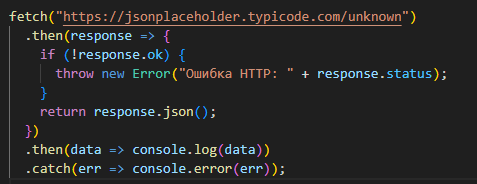 fetch("https://jsonplaceholder.typicode.com/unknown")
  .then(response => {
    if (!response.ok) {
      throw new Error("Ошибка HTTP: " + response.status);
    }
    return response.json();
  })
  .then(data => console.log(data))
  .catch(err => console.error(err));